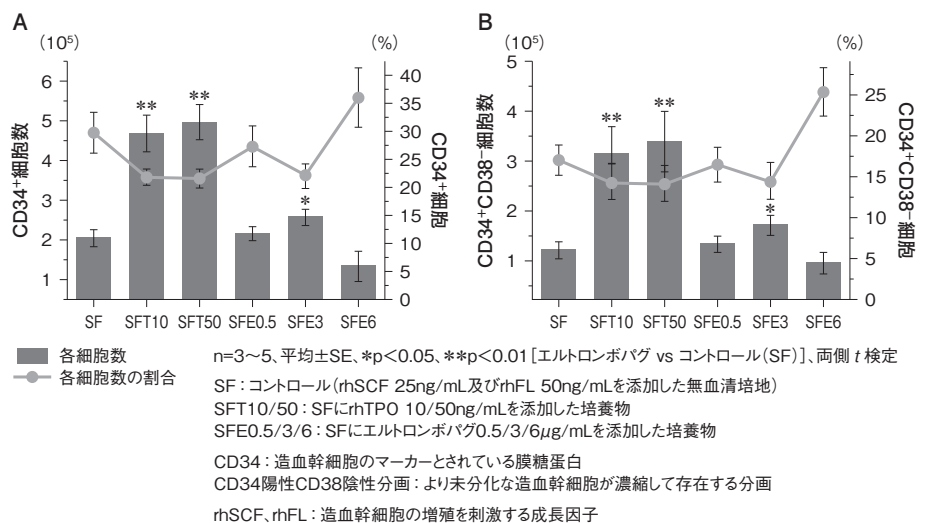 A
(10⁵)
(%)
CD34⁺細胞数
6
5
4
3
2
1
40
35
30
25
20
15
10
5
0
CD34⁺細胞
SF SFT10 SFT50 SFE0.5 SFE3 SFE6
** ** *
B
(10⁵)
(%)
CD34⁺CD38⁻細胞数
5
4
3
2
1
25
20
15
10
5
0
CD34⁺CD38⁻細胞
SF SFT10 SFT50 SFE0.5 SFE3 SFE6
** ** *
各細胞数
各細胞数の割合
n=3～5、平均±SE、*p<0.05、**p<0.01［エルトロンボパグ vs コントロール（SF）］、両側 t 検定
SF：コントロール（rhSCF 25ng/mL及びrhFL 50ng/mLを添加した無血清培地）
SFT10/50：SFにrhTPO 10/50ng/mLを添加した培養物
SFE0.5/3/6：SFにエルトロンボパグ0.5/3/6μg/mLを添加した培養物
CD34：造血幹細胞のマーカーとされている膜糖蛋白
CD34陽性CD38陰性分画：より未分化な造血幹細胞が濃縮して存在する分画
rhSCF、rhFL：造血幹細胞の増殖を刺激する成長因子